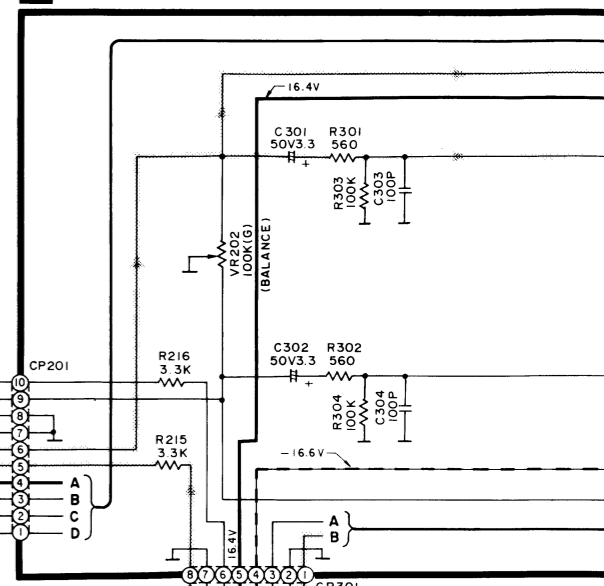 16.4V
C301
50V3.3
+
R301
560
R303
100K
C303
100P
VR202
100K(G)
(BALANCE)
C302
50V3.3
+
R302
560
R304
100K
C304
100P
CP201
R216
3.3K
R215
3.3K
10
9
8
7
6
5
4 A
3 B
2 C
1 D
-16.6V
16.4V
A
B
8 7 6 5 4 3 2 1